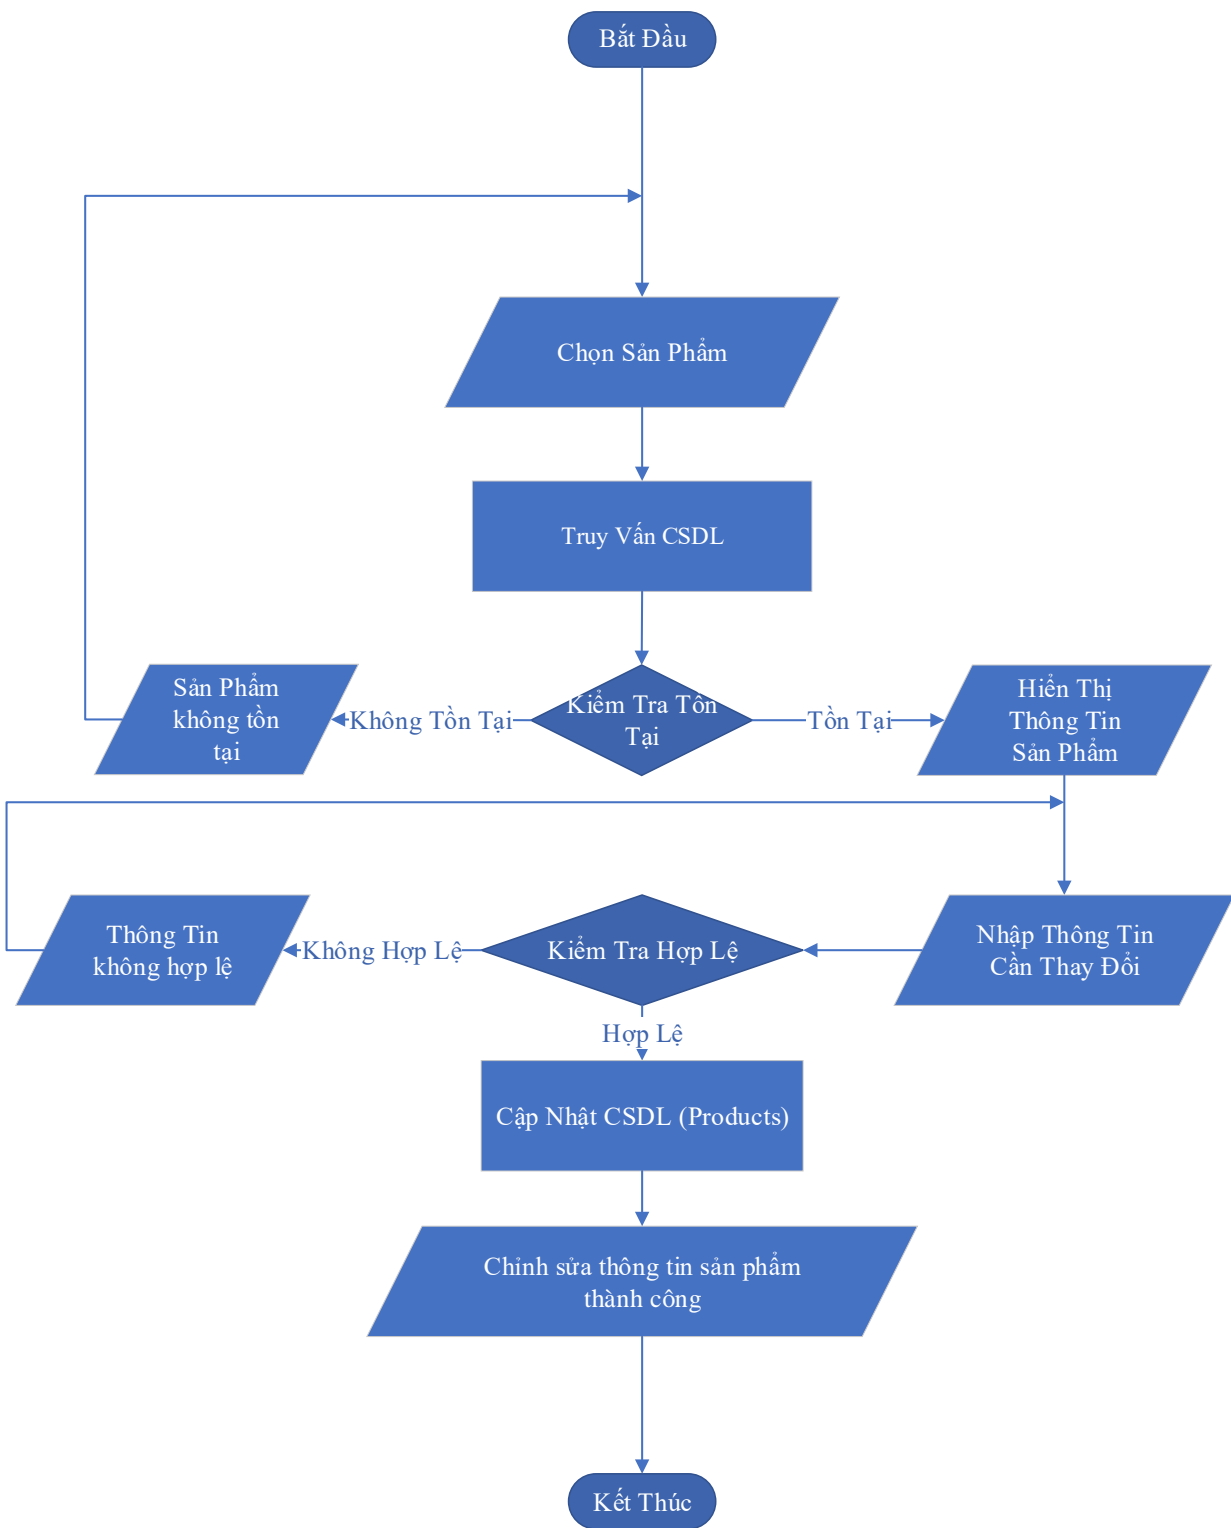 Bắt Đầu
Chọn Sản Phẩm
Truy Vấn CSDL
Sản Phẩm
không tồn
tại
Không Tồn Tại
Kiểm Tra Tôn
Tại
Tồn Tại
Hiển Thị
Thông Tin
Sản Phẩm
Thông Tin
không hợp lệ
Không Hợp Lệ
Kiểm Tra Hợp Lệ
Nhập Thông Tin
Cần Thay Đổi
Hợp Lệ
Cập Nhật CSDL (Products)
Chỉnh sửa thông tin sản phẩm
thành công
Kết Thúc